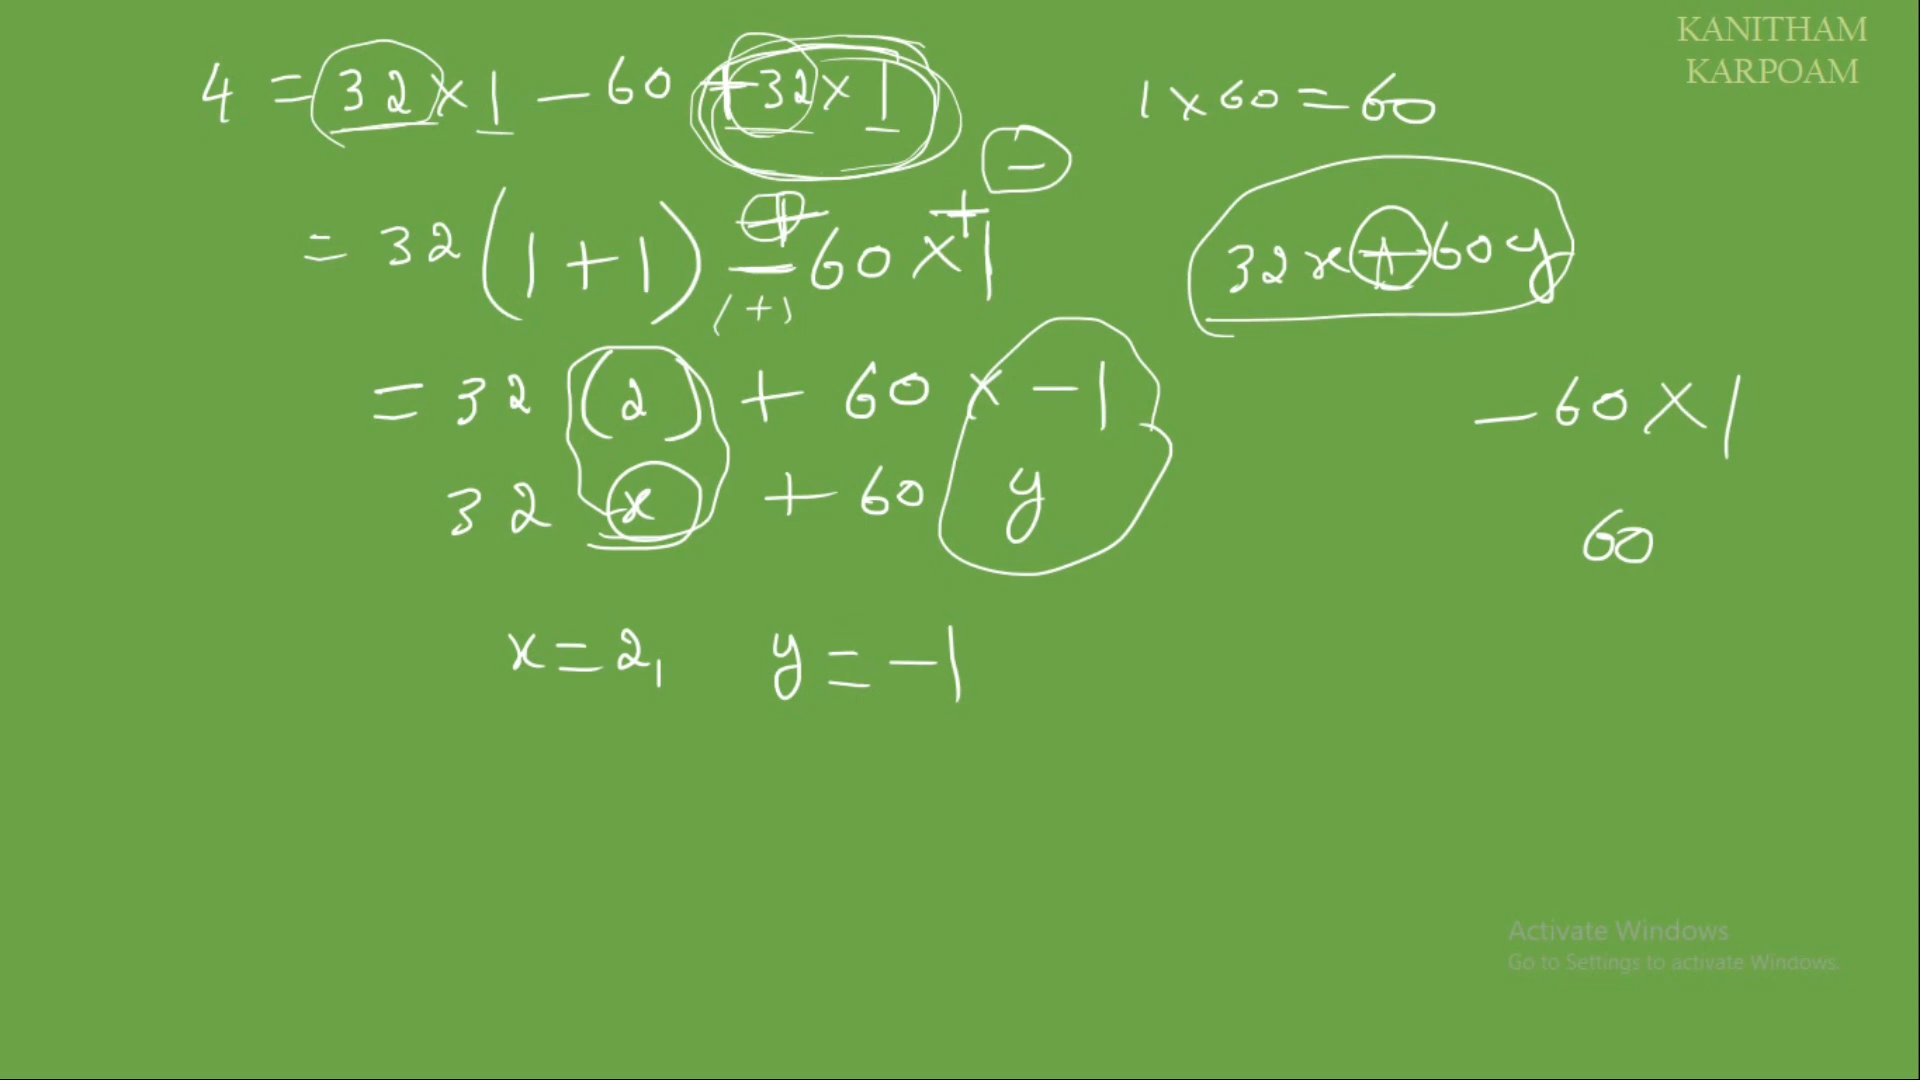 KANITHAM
KARPOAM
4 = 32 × 1 – 60 + 32 × 1
1 × 60 = 60
–
= 32 (1 + 1) – 60 × 1
+
+
(+)
32x + 60y
= 32 (2) + 60 × –1
– 60 × 1
32 x + 60 y
60
x = 2, y = –1
Activate Windows
Go to Settings to activate Windows.